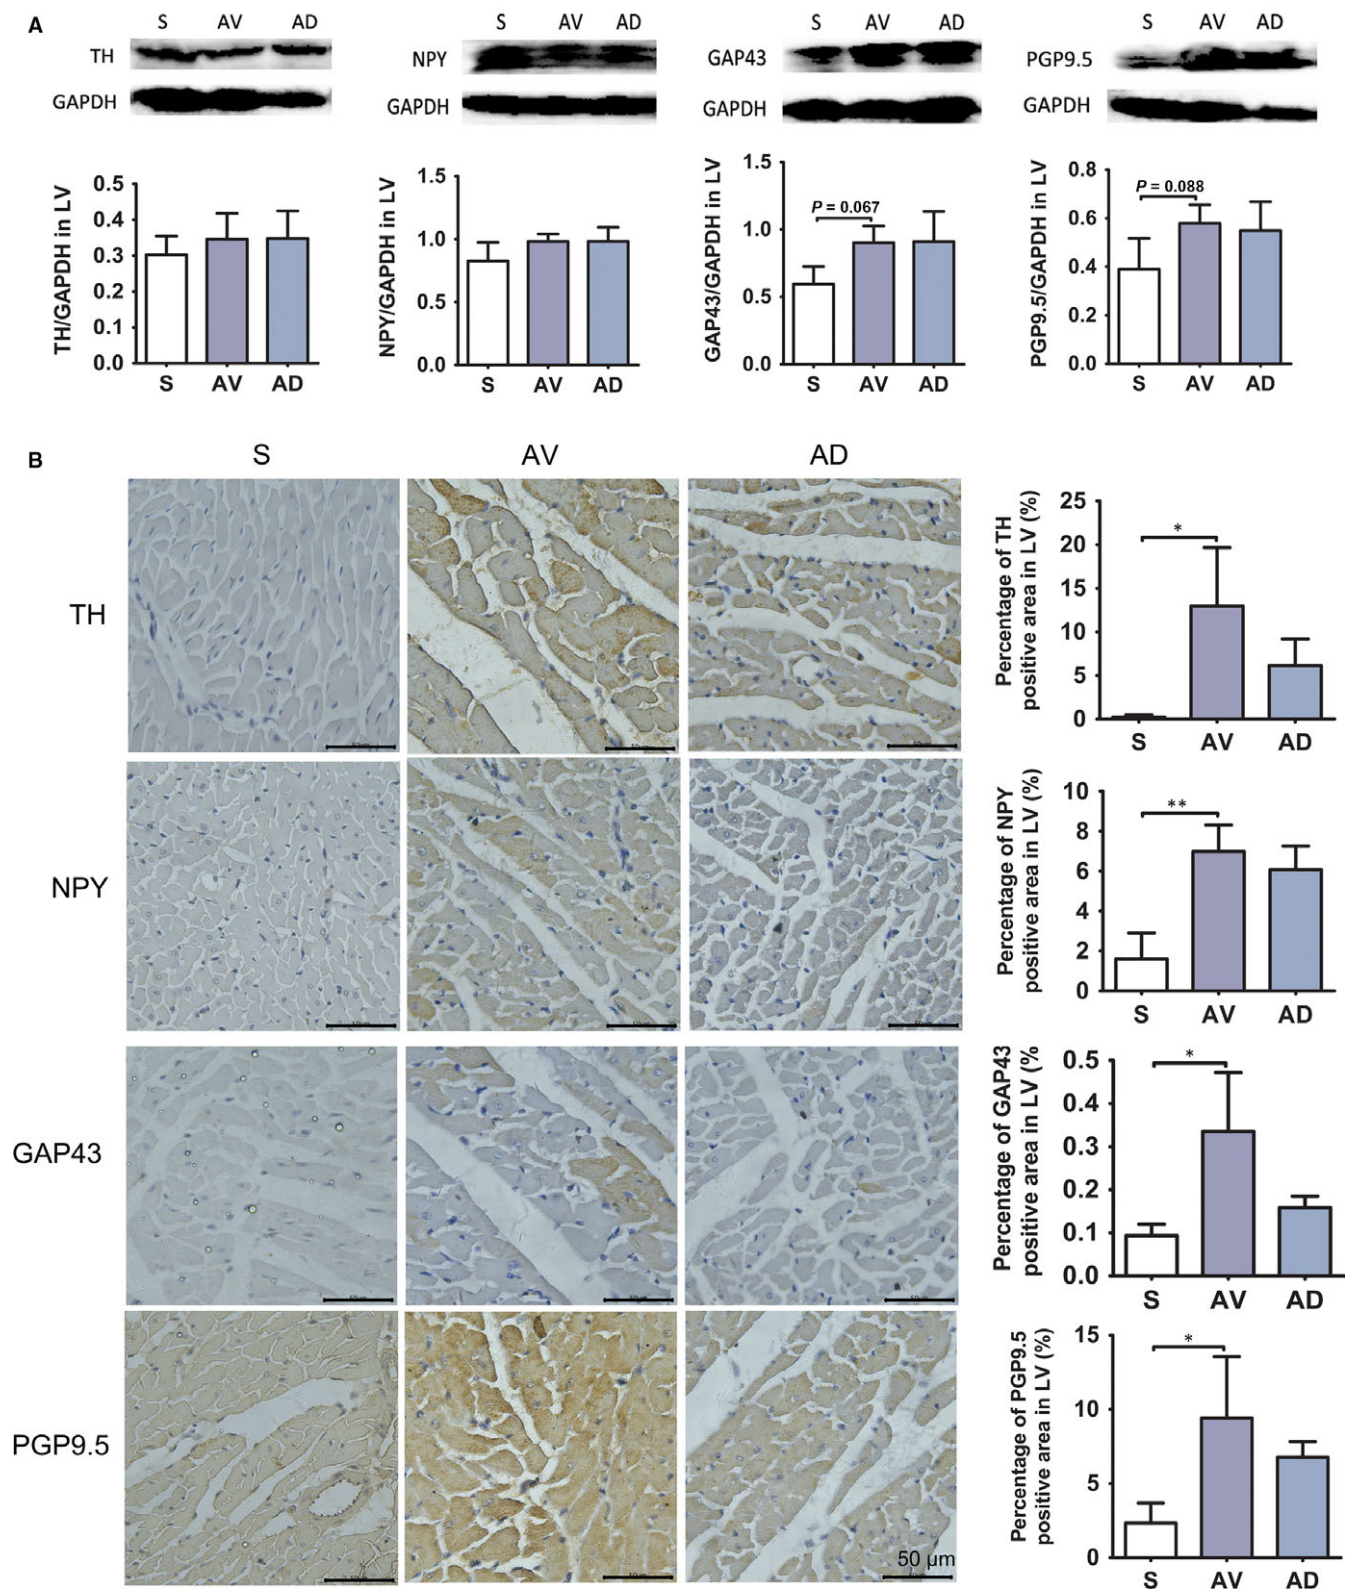 A
S AV AD
TH
GAPDH
S AV AD
NPY
GAPDH
S AV AD
GAP43
GAPDH
S AV AD
PGP9.5
GAPDH
TH/GAPDH in LV
0.5
0.4
0.3
0.2
0.1
0.0
S AV AD
NPY/GAPDH in LV
1.5
1.0
0.5
0.0
S AV AD
GAP43/GAPDH in LV
1.5
1.0
0.5
0.0
P = 0.067
S AV AD
PGP9.5/GAPDH in LV
0.8
0.6
0.4
0.2
0.0
P = 0.088
S AV AD
B
S AV AD
TH
NPY
GAP43
PGP9.5
50 μm
Percentage of TH
positive area in LV (%)
25
20
15
10
5
0
*
S AV AD
Percentage of NPY
positive area in LV (%)
10
8
6
4
2
0
**
S AV AD
Percentage of GAP43
positive area in LV (%
0.5
0.4
0.3
0.2
0.1
0.0
*
S AV AD
Percentage of PGP9.5
positive area in LV (%)
15
10
5
0
*
S AV AD